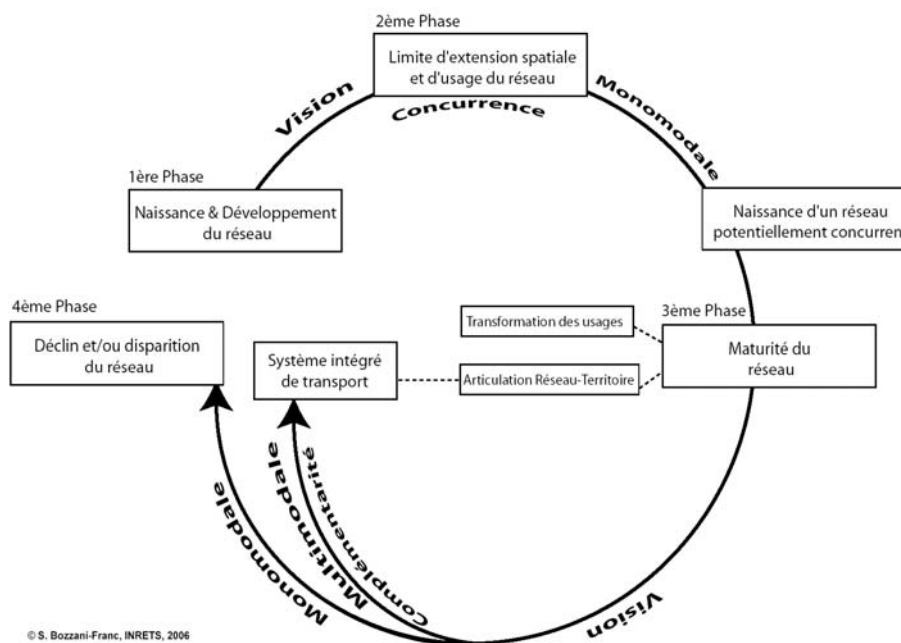 2ème Phase
Limite d'extension spatiale
et d'usage du réseau
Vision
Concurrence
Monomodale
1ère Phase
Naissance & Développement
du réseau
Naissance d'un réseau
potentiellement concurren
4ème Phase
Déclin et/ou disparition
du réseau
Système intégré
de transport
Transformation des usages
Articulation Réseau-Territoire
3ème Phase
Maturité du
réseau
Monomodale
Multimodale
Complémentarité
Vision
© S. Bozzani-Franc, INRETS, 2006